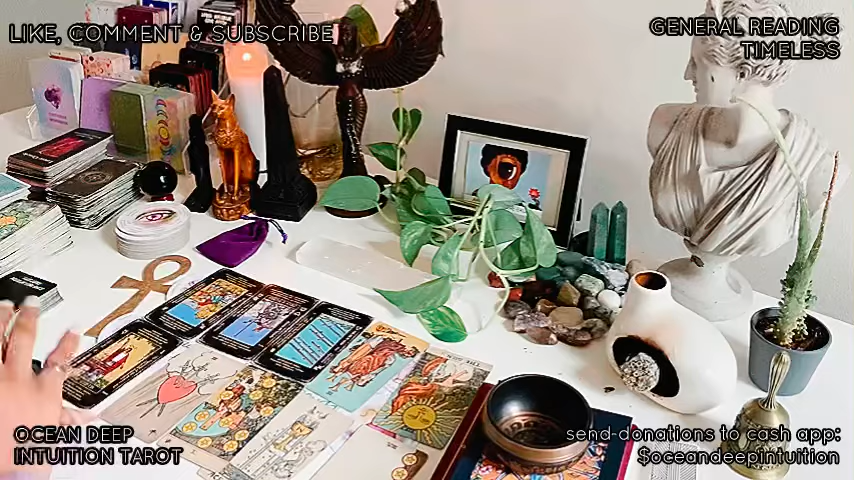 LIKE, COMMENT & SUBSCRIBE
GENERAL READING
TIMELESS
OCEAN DEEP
INTUITION TAROT
send donations to cash app:
$oceandeepintuition